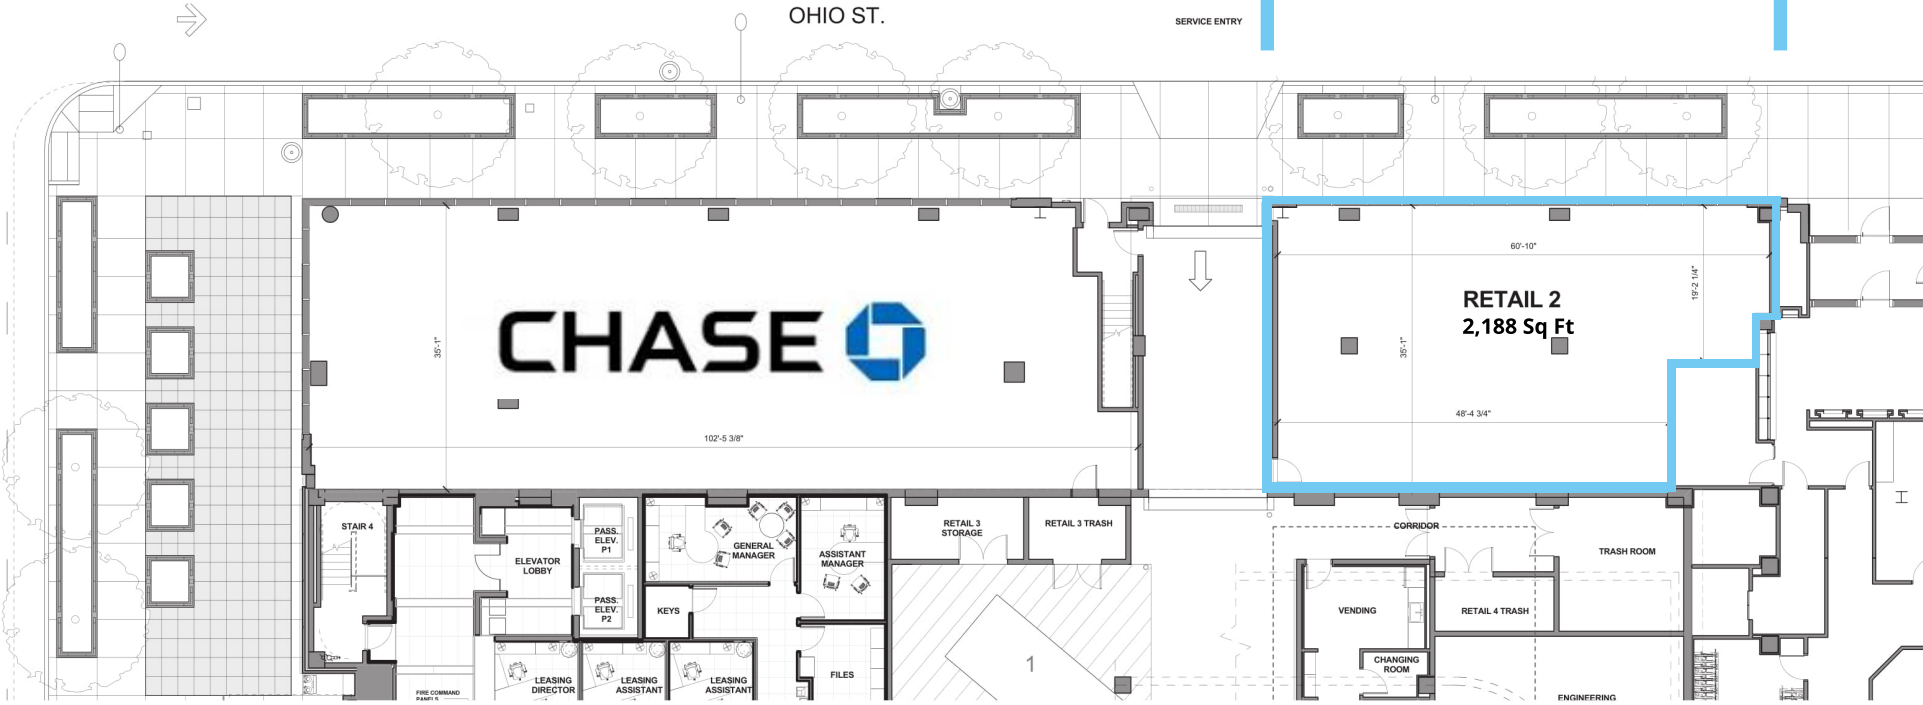 OHIO ST.
SERVICE ENTRY
60'-10"
19'-2 1/4"
RETAIL 2
2,188 Sq Ft
CHASE
35'-1"
35'-1"
48'-4 3/4"
102'-5 3/8"
STAIR 4
PASS.
ELEV.
P1
ELEVATOR
LOBBY
GENERAL
MANAGER
ASSISTANT
MANAGER
RETAIL 3
STORAGE
RETAIL 3 TRASH
CORRIDOR
TRASH ROOM
PASS.
ELEV.
P2
KEYS
VENDING
RETAIL 4 TRASH
1
CHANGING
ROOM
FILES
LEASING
DIRECTOR
LEASING
ASSISTANT
LEASING
ASSISTANT
FIRE COMMAND
PANELS
ENGINEERING